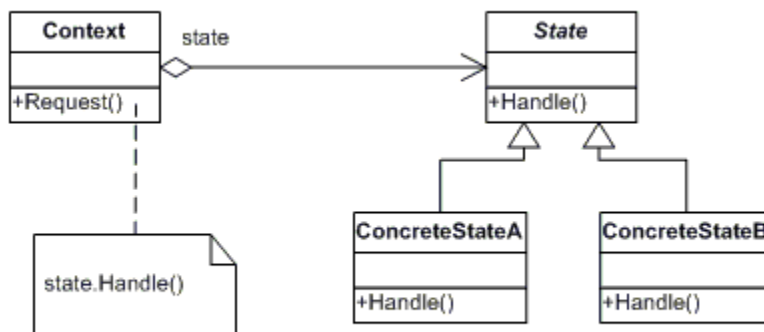 Context
state
State
+Request()
+Handle()
ConcreteStateA
ConcreteStateB
state.Handle()
+Handle()
+Handle()